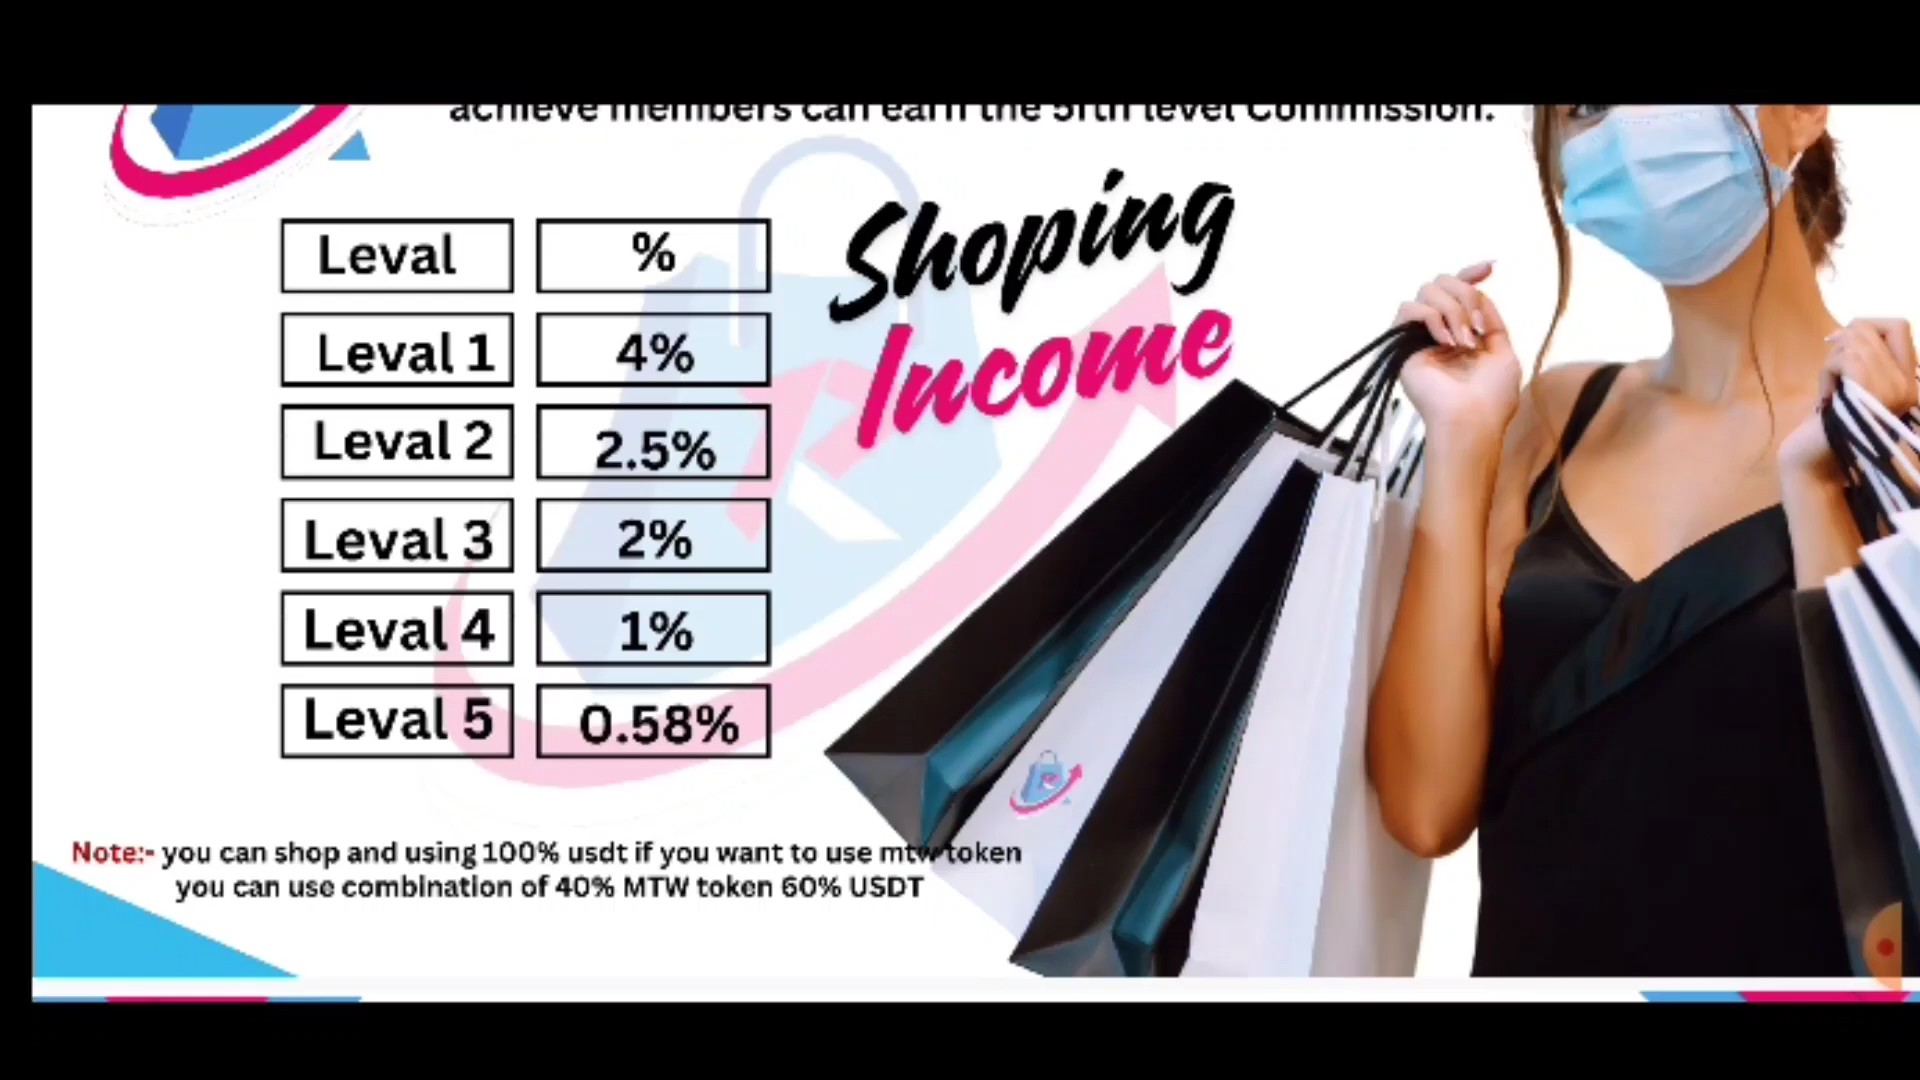 achieve members can earn the 5fth level Commission.
Shoping
Income
Leval %
Leval 1 4%
Leval 2 2.5%
Leval 3 2%
Leval 4 1%
Leval 5 0.58%
Note:- you can shop and using 100% usdt if you want to use mtw token
you can use combination of 40% MTW token 60% USDT